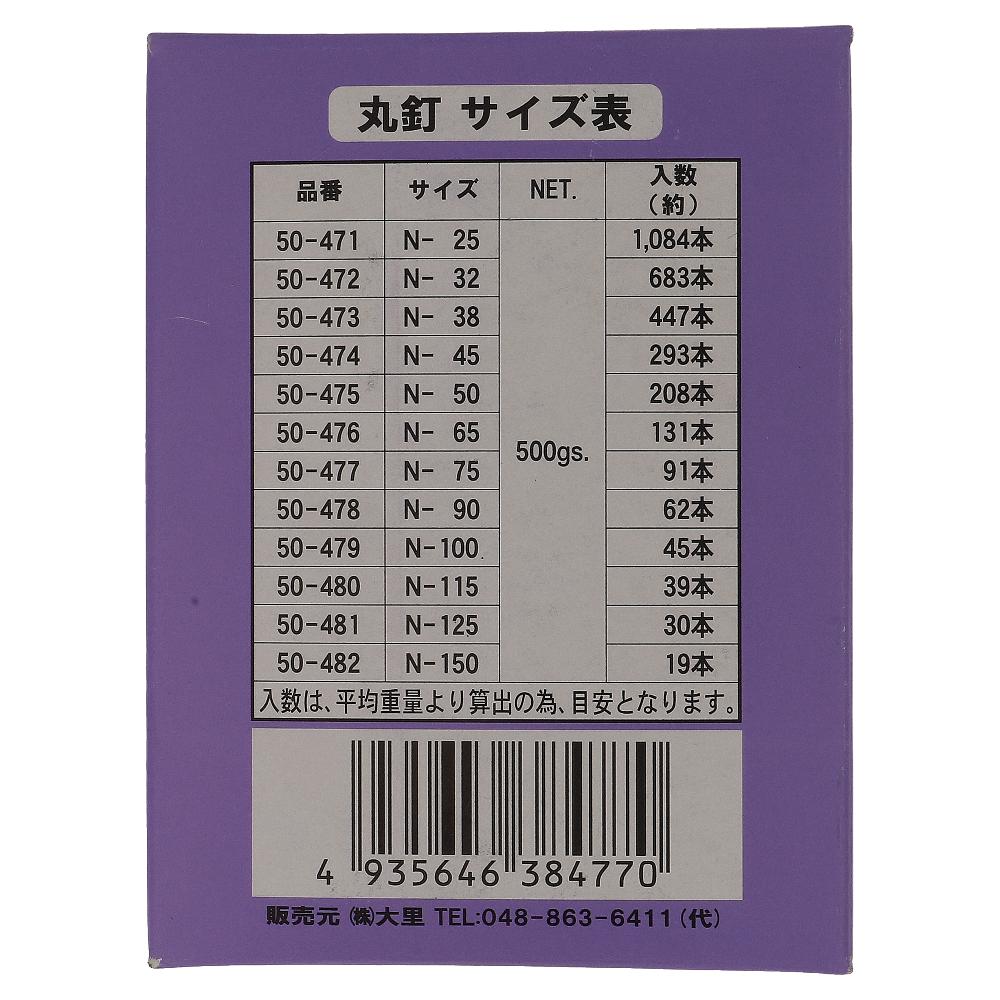 丸釘 サイズ表
品番 サイズ NET. 入数(約)
50-471 N- 25 1,084本
50-472 N- 32 683本
50-473 N- 38 447本
50-474 N- 45 293本
50-475 N- 50 208本
50-476 N- 65 131本
500gs.
50-477 N- 75 91本
50-478 N- 90 62本
50-479 N-100 45本
50-480 N-115 39本
50-481 N-125 30本
50-482 N-150 19本
入数は、平均重量より算出の為、目安となります。
4 935646 384770
販売元 ㈱大里 TEL:048-863-6411(代)